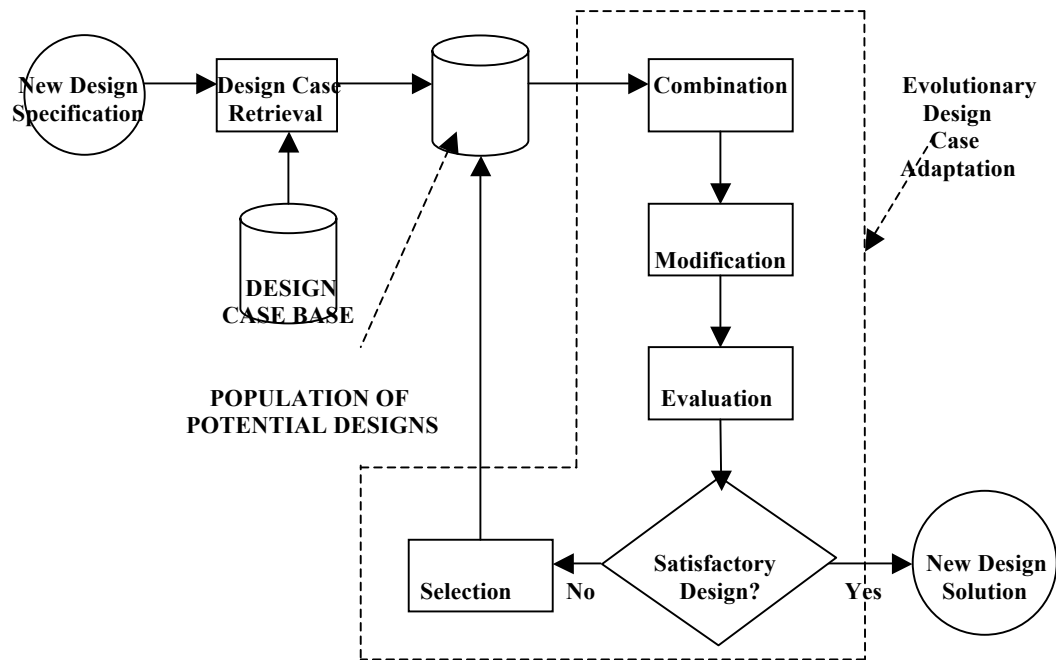 New Design
Specification
Design Case
Retrieval
Combination
Evolutionary
Design
Case
Adaptation
DESIGN
CASE BASE
Modification
POPULATION OF
POTENTIAL DESIGNS
Evaluation
Selection
No
Satisfactory
Design?
Yes
New Design
Solution